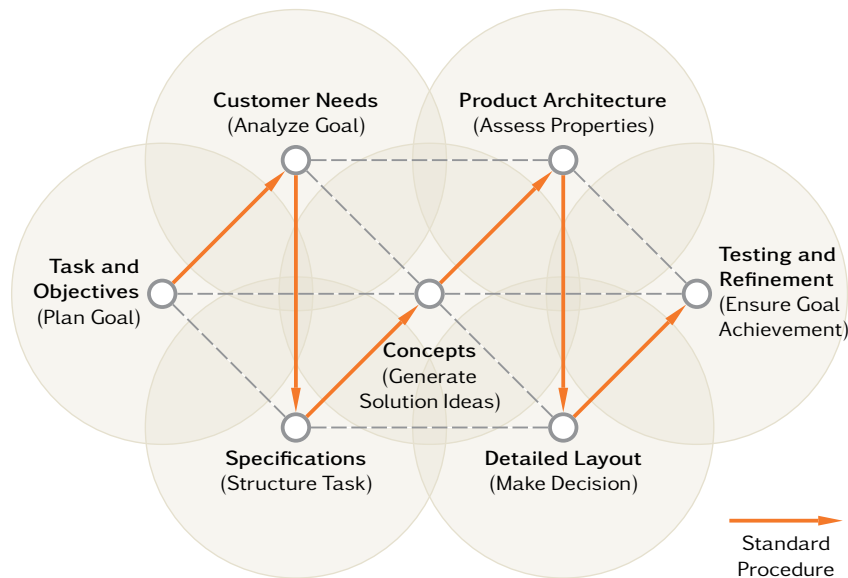 Customer Needs
(Analyze Goal)
Product Architecture
(Assess Properties)
Task and
Objectives
(Plan Goal)
Testing and
Refinement
(Ensure Goal
Achievement)
Concepts
(Generate
Solution Ideas)
Specifications
(Structure Task)
Detailed Layout
(Make Decision)
Standard
Procedure